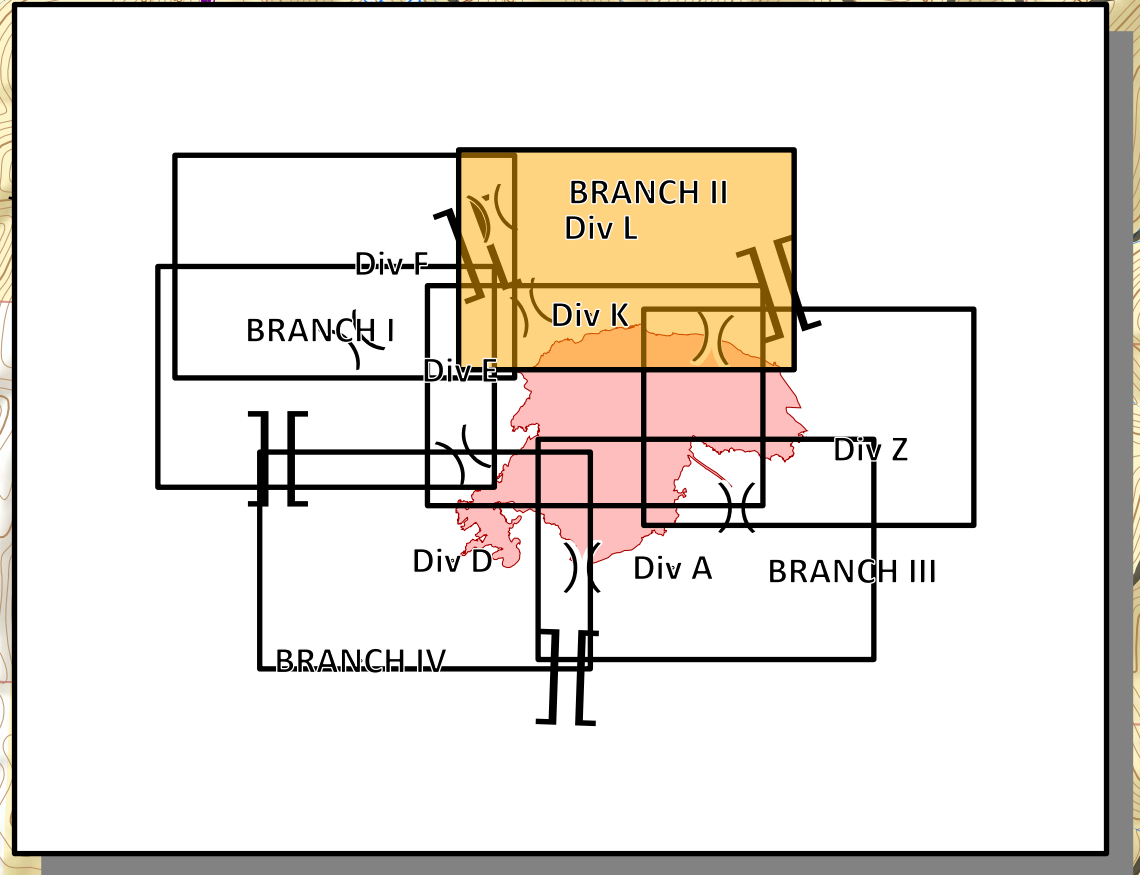 BRANCH II
Div L
Div F
Div K
BRANCH I
Div E
Div Z
Div D
Div A
BRANCH III
BRANCH IV